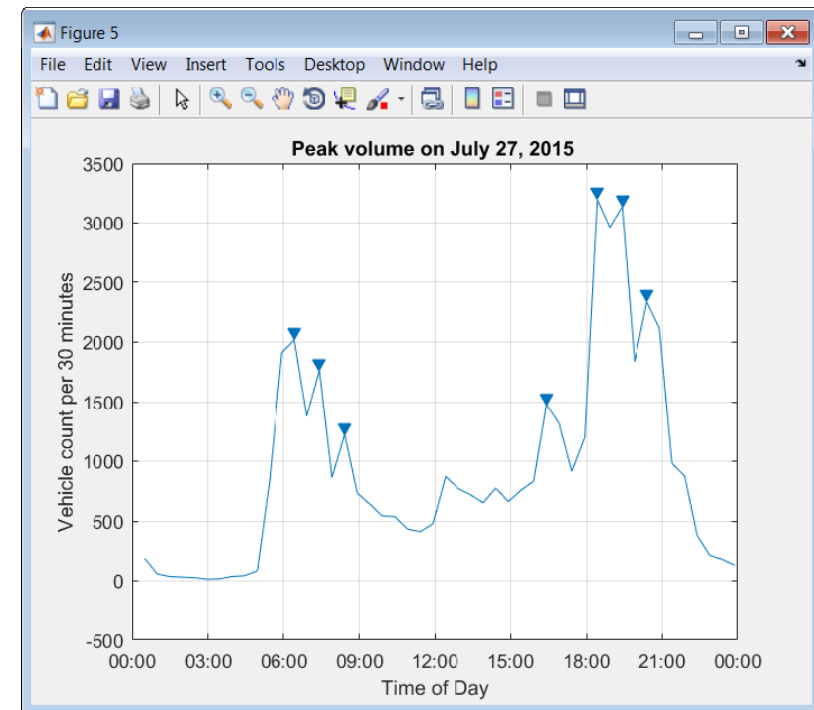 Figure 5
File Edit View Insert Tools Desktop Window Help
Peak volume on July 27, 2015
3500
3000
2500
2000
1500
1000
500
0
-500
Vehicle count per 30 minutes
00:00 03:00 06:00 09:00 12:00 15:00 18:00 21:00 00:00
Time of Day